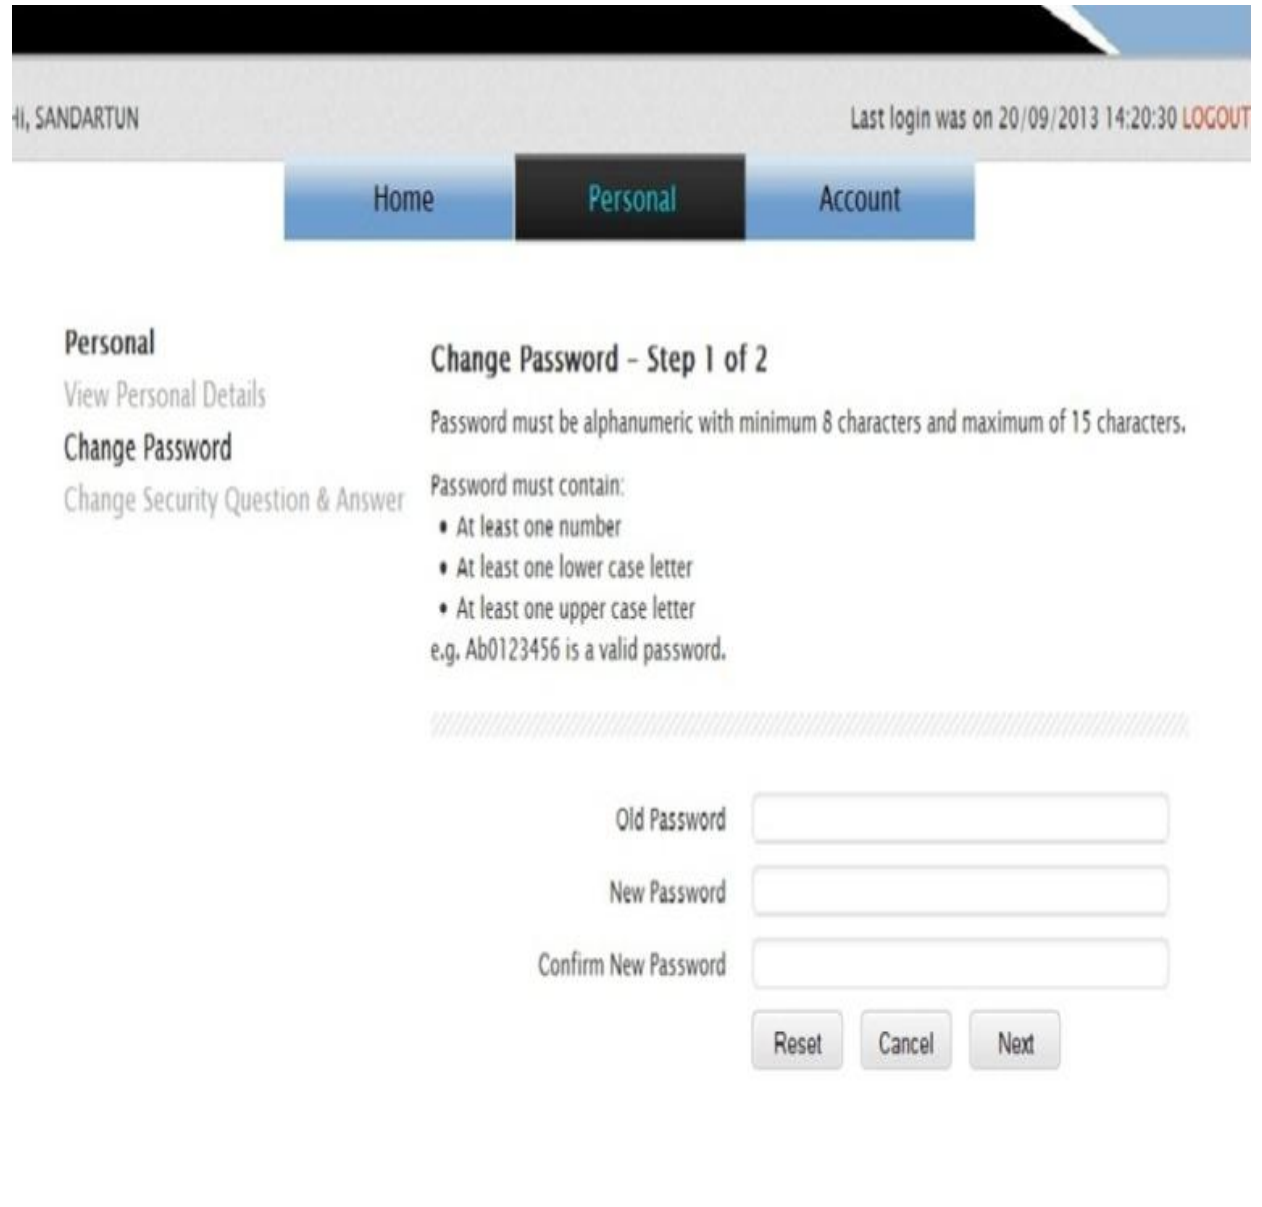 Hi, SANDARTUN
Last login was on 20/09/2013 14:20:30 LOGOUT
Home Personal Account
Personal
View Personal Details
Change Password
Change Security Question & Answer
Change Password – Step 1 of 2
Password must be alphanumeric with minimum 8 characters and maximum of 15 characters.
Password must contain:
• At least one number
• At least one lower case letter
• At least one upper case letter
e.g. Ab0123456 is a valid password.
Old Password
New Password
Confirm New Password
Reset Cancel Next